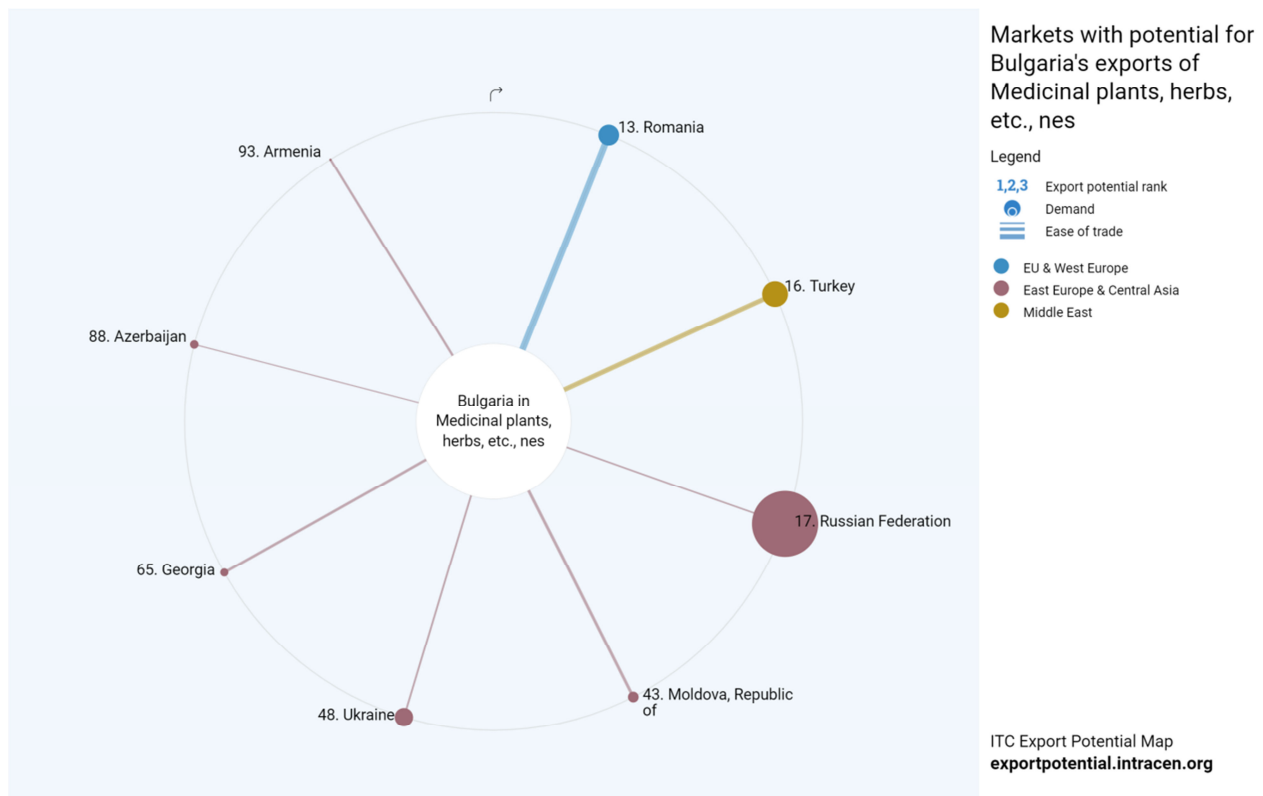 Markets with potential for
Bulgaria's exports of
Medicinal plants, herbs,
etc., nes
Legend
1,2,3 Export potential rank
Demand
Ease of trade
EU & West Europe
East Europe & Central Asia
Middle East
13. Romania
16. Turkey
17. Russian Federation
43. Moldova, Republic
of
48. Ukraine
65. Georgia
88. Azerbaijan
93. Armenia
Bulgaria in
Medicinal plants,
herbs, etc., nes
ITC Export Potential Map
exportpotential.intracen.org